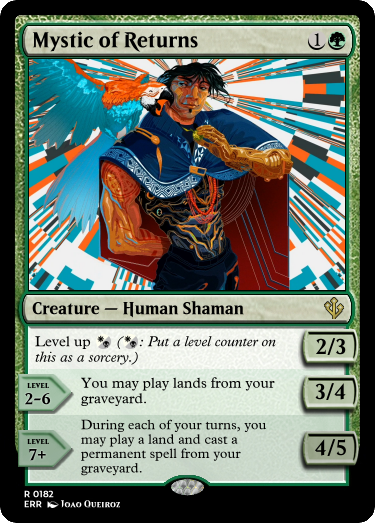 Mystic of Returns 1
Creature — Human Shaman
Level up (: Put a level counter on
this as a sorcery.)
2/3
LEVEL
2-6
You may play lands from your
graveyard.
3/4
LEVEL
7+
During each of your turns, you
may play a land and cast a
permanent spell from your
graveyard.
4/5
R 0182
ERR JOAO QUEIROZ